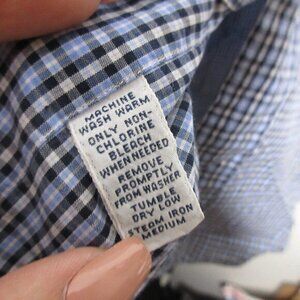 MACHINE
WASH WARM
ONLY NON-
CHLORINE
BLEACH
WHEN NEEDED
REMOVE
PROMPTLY
FROM WASHER
TUMBLE
DRY LOW
STEAM IRON
MEDIUM